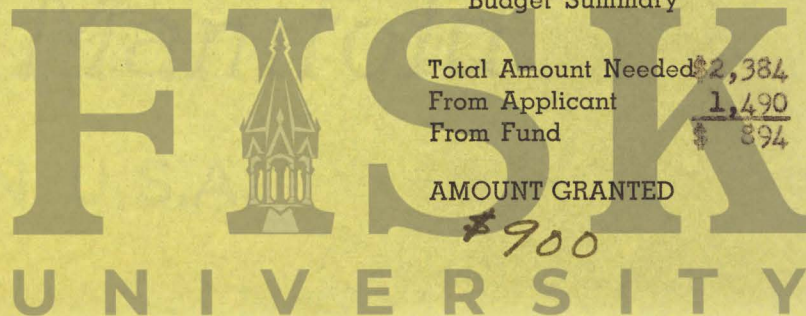 Budget Summary
Total Amount Needed $2,384
From Applicant 1,490
From Fund $ 894
AMOUNT GRANTED
$900
FISK
UNIVERSITY